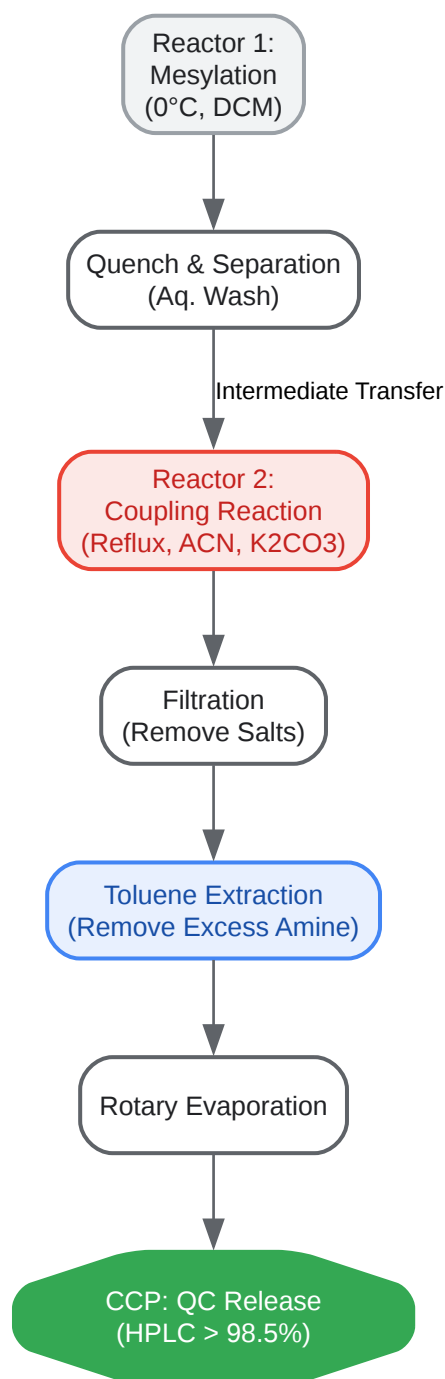 Reactor 1:
Mesylation
(0°C, DCM)
Quench & Separation
(Aq. Wash)
Intermediate Transfer
Reactor 2:
Coupling Reaction
(Reflux, ACN, K2CO3)
Filtration
(Remove Salts)
Toluene Extraction
(Remove Excess Amine)
Rotary Evaporation
CCP: QC Release
(HPLC > 98.5%)